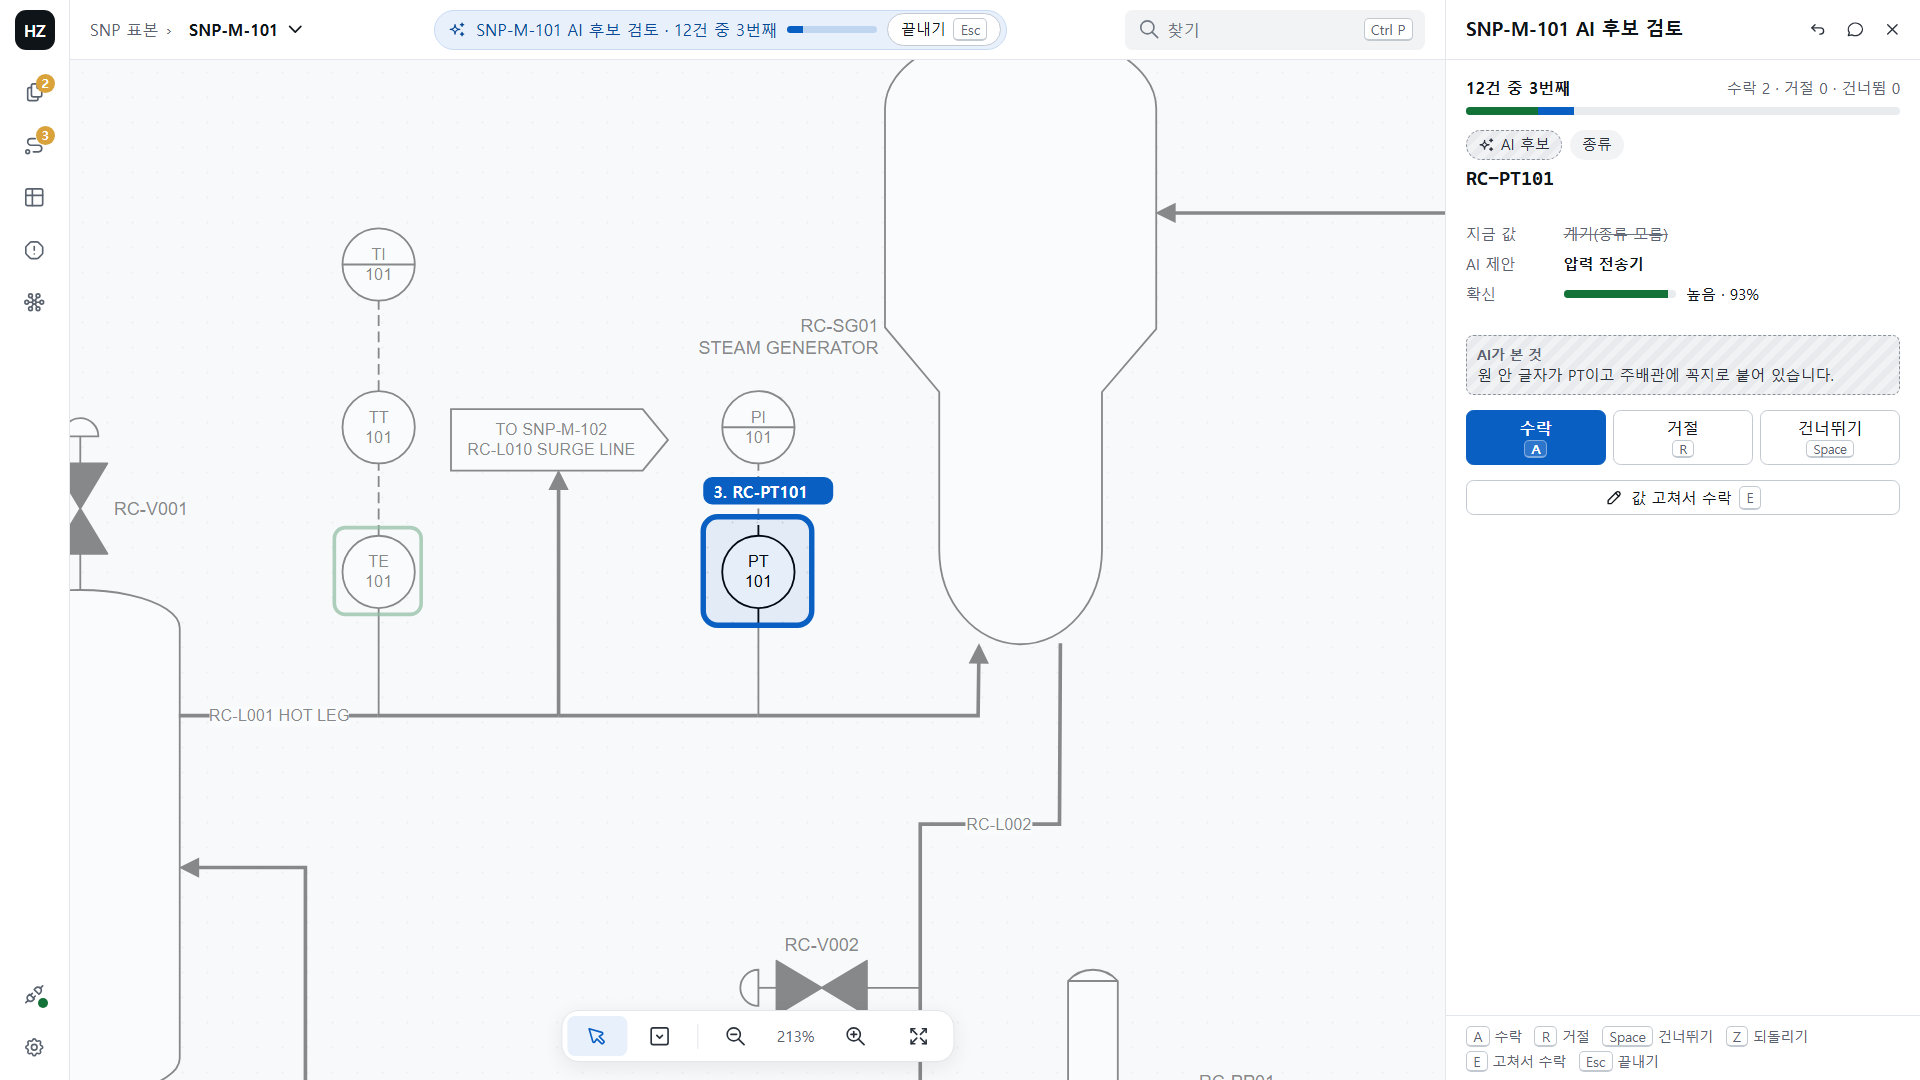 HZ
SNP 표본 › SNP-M-101
SNP-M-101 AI 후보 검토 · 12건 중 3번째
끝내기 Esc
찾기 Ctrl P
2
3
TI
101
TT
101
TE
101
TO SNP-M-102
RC-L010 SURGE LINE
RC-SG01
STEAM GENERATOR
PI
101
3. RC-PT101
PT
101
RC-V001
RC-L001 HOT LEG
RC-L002
RC-V002
213%
SNP-M-101 AI 후보 검토
12건 중 3번째
수락 2 · 거절 0 · 건너뜀 0
AI 후보 종류
RC-PT101
지금 값 계기(종류 모름)
AI 제안 압력 전송기
확신 높음 · 93%
AI가 본 것
원 안 글자가 PT이고 주배관에 꼭지로 붙어 있습니다.
수락 A
거절 R
건너뛰기 Space
값 고쳐서 수락 E
A 수락 R 거절 Space 건너뛰기 Z 되돌리기
E 고쳐서 수락 Esc 끝내기